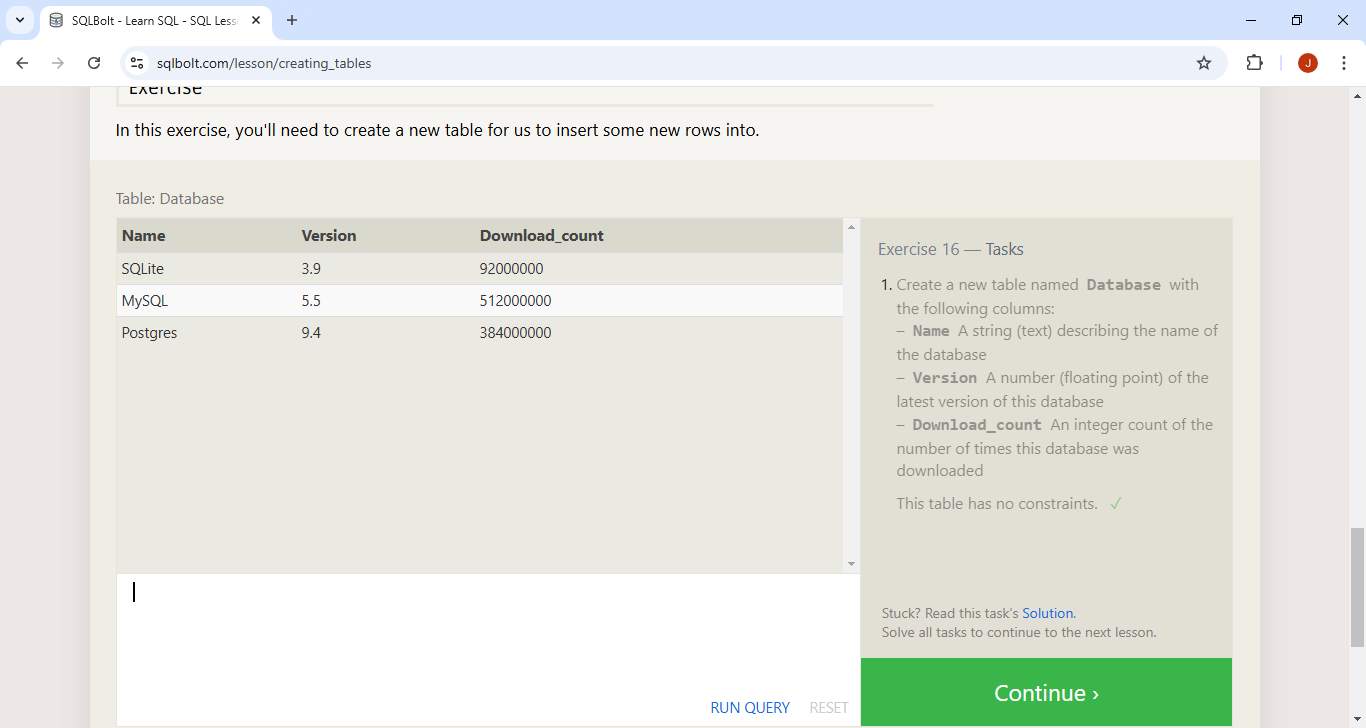 SQLBolt - Learn SQL - SQL Less
J
sqlbolt.com/lesson/creating_tables
Exercise
In this exercise, you'll need to create a new table for us to insert some new rows into.
Table: Database
Name Version Download_count
SQLite 3.9 92000000
MySQL 5.5 512000000
Postgres 9.4 384000000
RUN QUERY RESET
Exercise 16 — Tasks
1. Create a new table named Database with
the following columns:
– Name A string (text) describing the name of
the database
– Version A number (floating point) of the
latest version of this database
– Download_count An integer count of the
number of times this database was
downloaded
This table has no constraints. ✓
Stuck? Read this task's Solution.
Solve all tasks to continue to the next lesson.
Continue ›